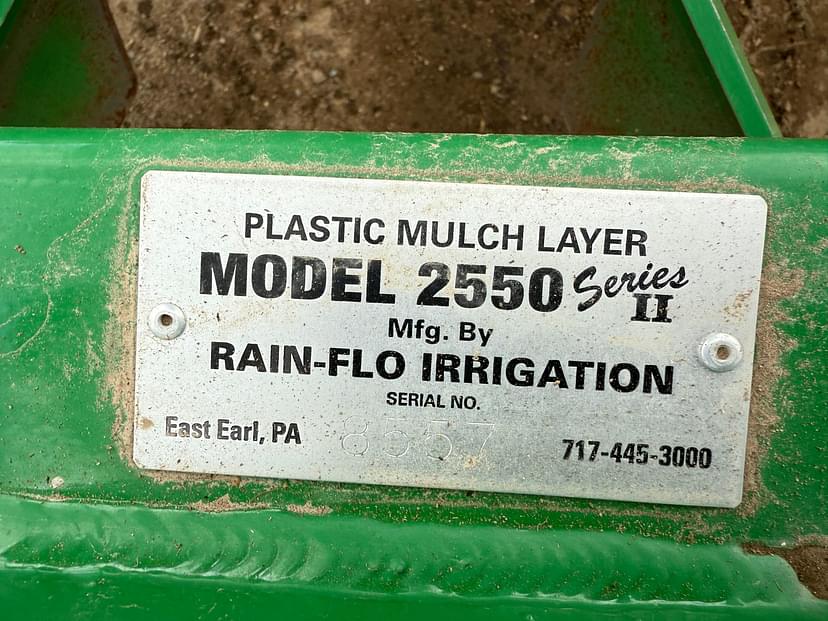 PLASTIC MULCH LAYER
MODEL 2550 Series II
Mfg. By
RAIN-FLO IRRIGATION
SERIAL NO.
East Earl, PA 8557 717-445-3000